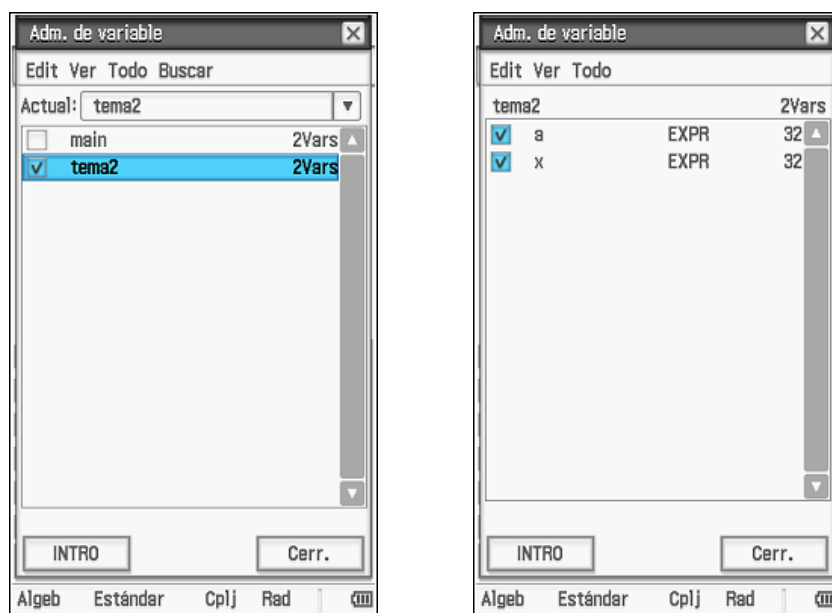 Adm. de variable
Edit Ver Todo Buscar
Actual: tema2
main 2Vars
tema2 2Vars
INTRO Cerr.
Algeb Estándar Cplj Rad
Adm. de variable
Edit Ver Todo
tema2 2Vars
a EXPR 32
x EXPR 32
INTRO Cerr.
Algeb Estándar Cplj Rad